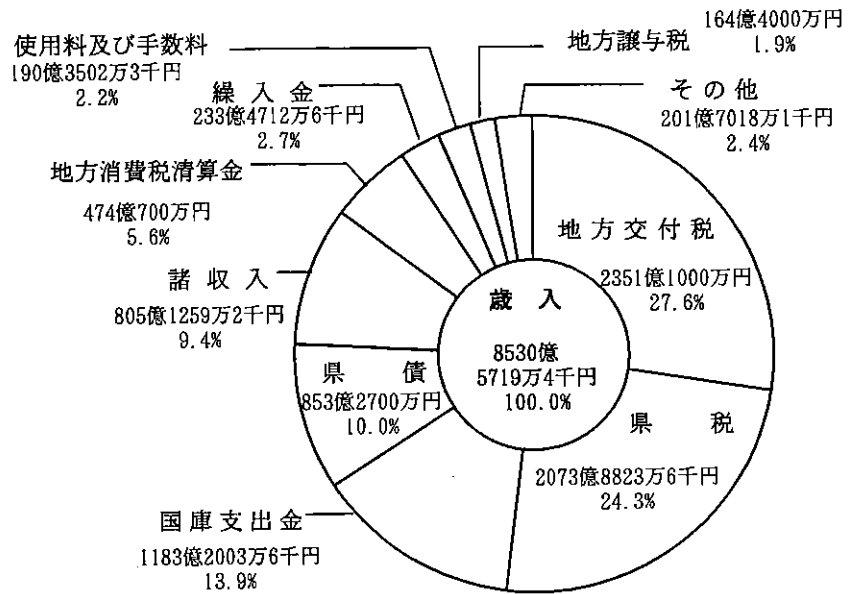 使用料及び手数料
190億3502万3千円
2.2%
繰入金
233億4712万6千円
2.7%
地方消費税清算金
474億700万円
5.6%
諸収入
805億1259万2千円
9.4%
県債
853億2700万円
10.0%
国庫支出金
1183億2003万6千円
13.9%
地方譲与税
164億4000万円
1.9%
その他
201億7018万1千円
2.4%
地方交付税
2351億1000万円
27.6%
県税
2073億8823万6千円
24.3%
歳入
8530億
5719万4千円
100.0%